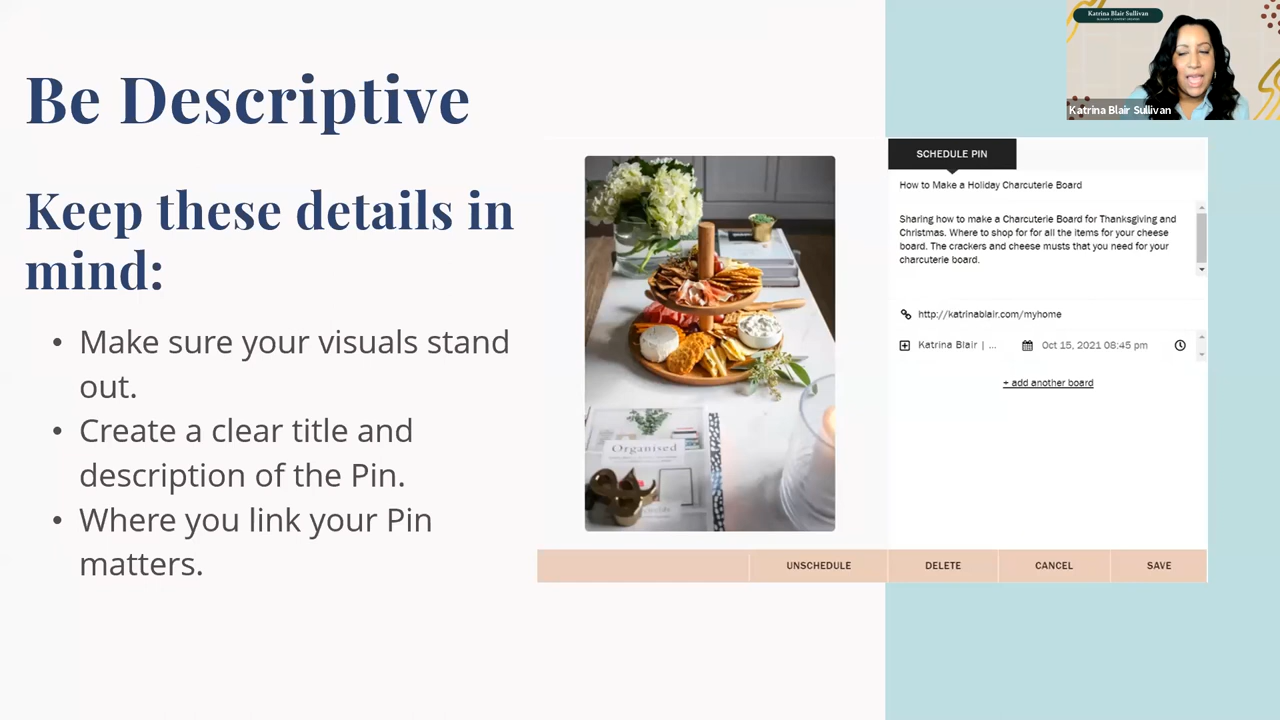 Be Descriptive
Keep these details in
mind:
• Make sure your visuals stand
out.
• Create a clear title and
description of the Pin.
• Where you link your Pin
matters.
Organised
SCHEDULE PIN
How to Make a Holiday Charcuterie Board
Sharing how to make a Charcuterie Board for Thanksgiving and
Christmas. Where to shop for for all the items for your cheese
board. The crackers and cheese musts that you need for your
charcuterie board.
http://katrinablair.com/myhome
Katrina Blair | ...
Oct 15, 2021 08:45 pm
+ add another board
UNSCHEDULE
DELETE
CANCEL
SAVE
Katrina Blair Sullivan
Katrina Blair Sullivan